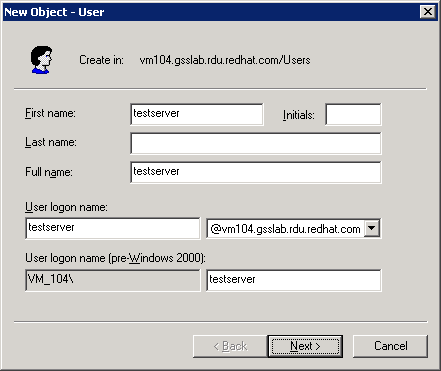 New Object - User
Create in: vm104.gsslab.rdu.redhat.com/Users
First name: testserver Initials:
Last name:
Full name: testserver
User logon name:
testserver @vm104.gsslab.rdu.redhat.com
User logon name (pre-Windows 2000):
VM_104\ testserver
< Back Next > Cancel